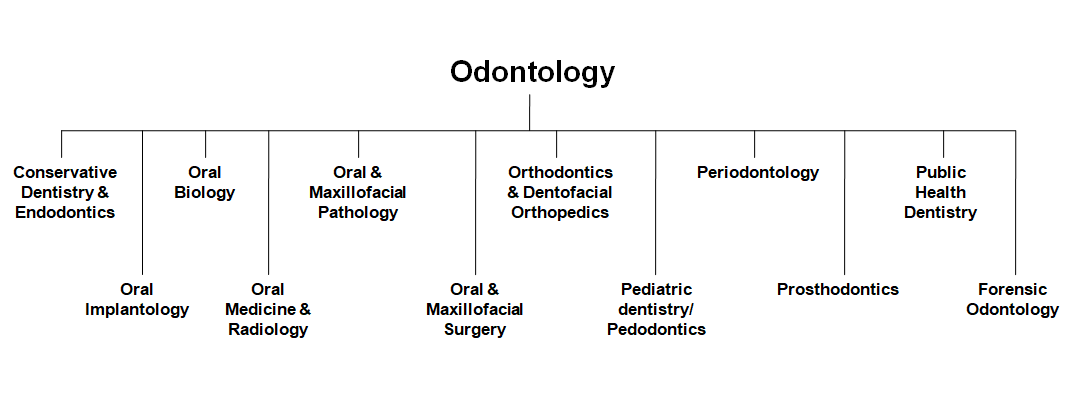 Odontology
Conservative
Dentistry &
Endodontics
Oral
Biology
Oral &
Maxillofacial
Pathology
Orthodontics
& Dentofacial
Orthopedics
Periodontology
Public
Health
Dentistry
Oral
Implantology
Oral
Medicine &
Radiology
Oral &
Maxillofacial
Surgery
Pediatric
dentistry/
Pedodontics
Prosthodontics
Forensic
Odontology